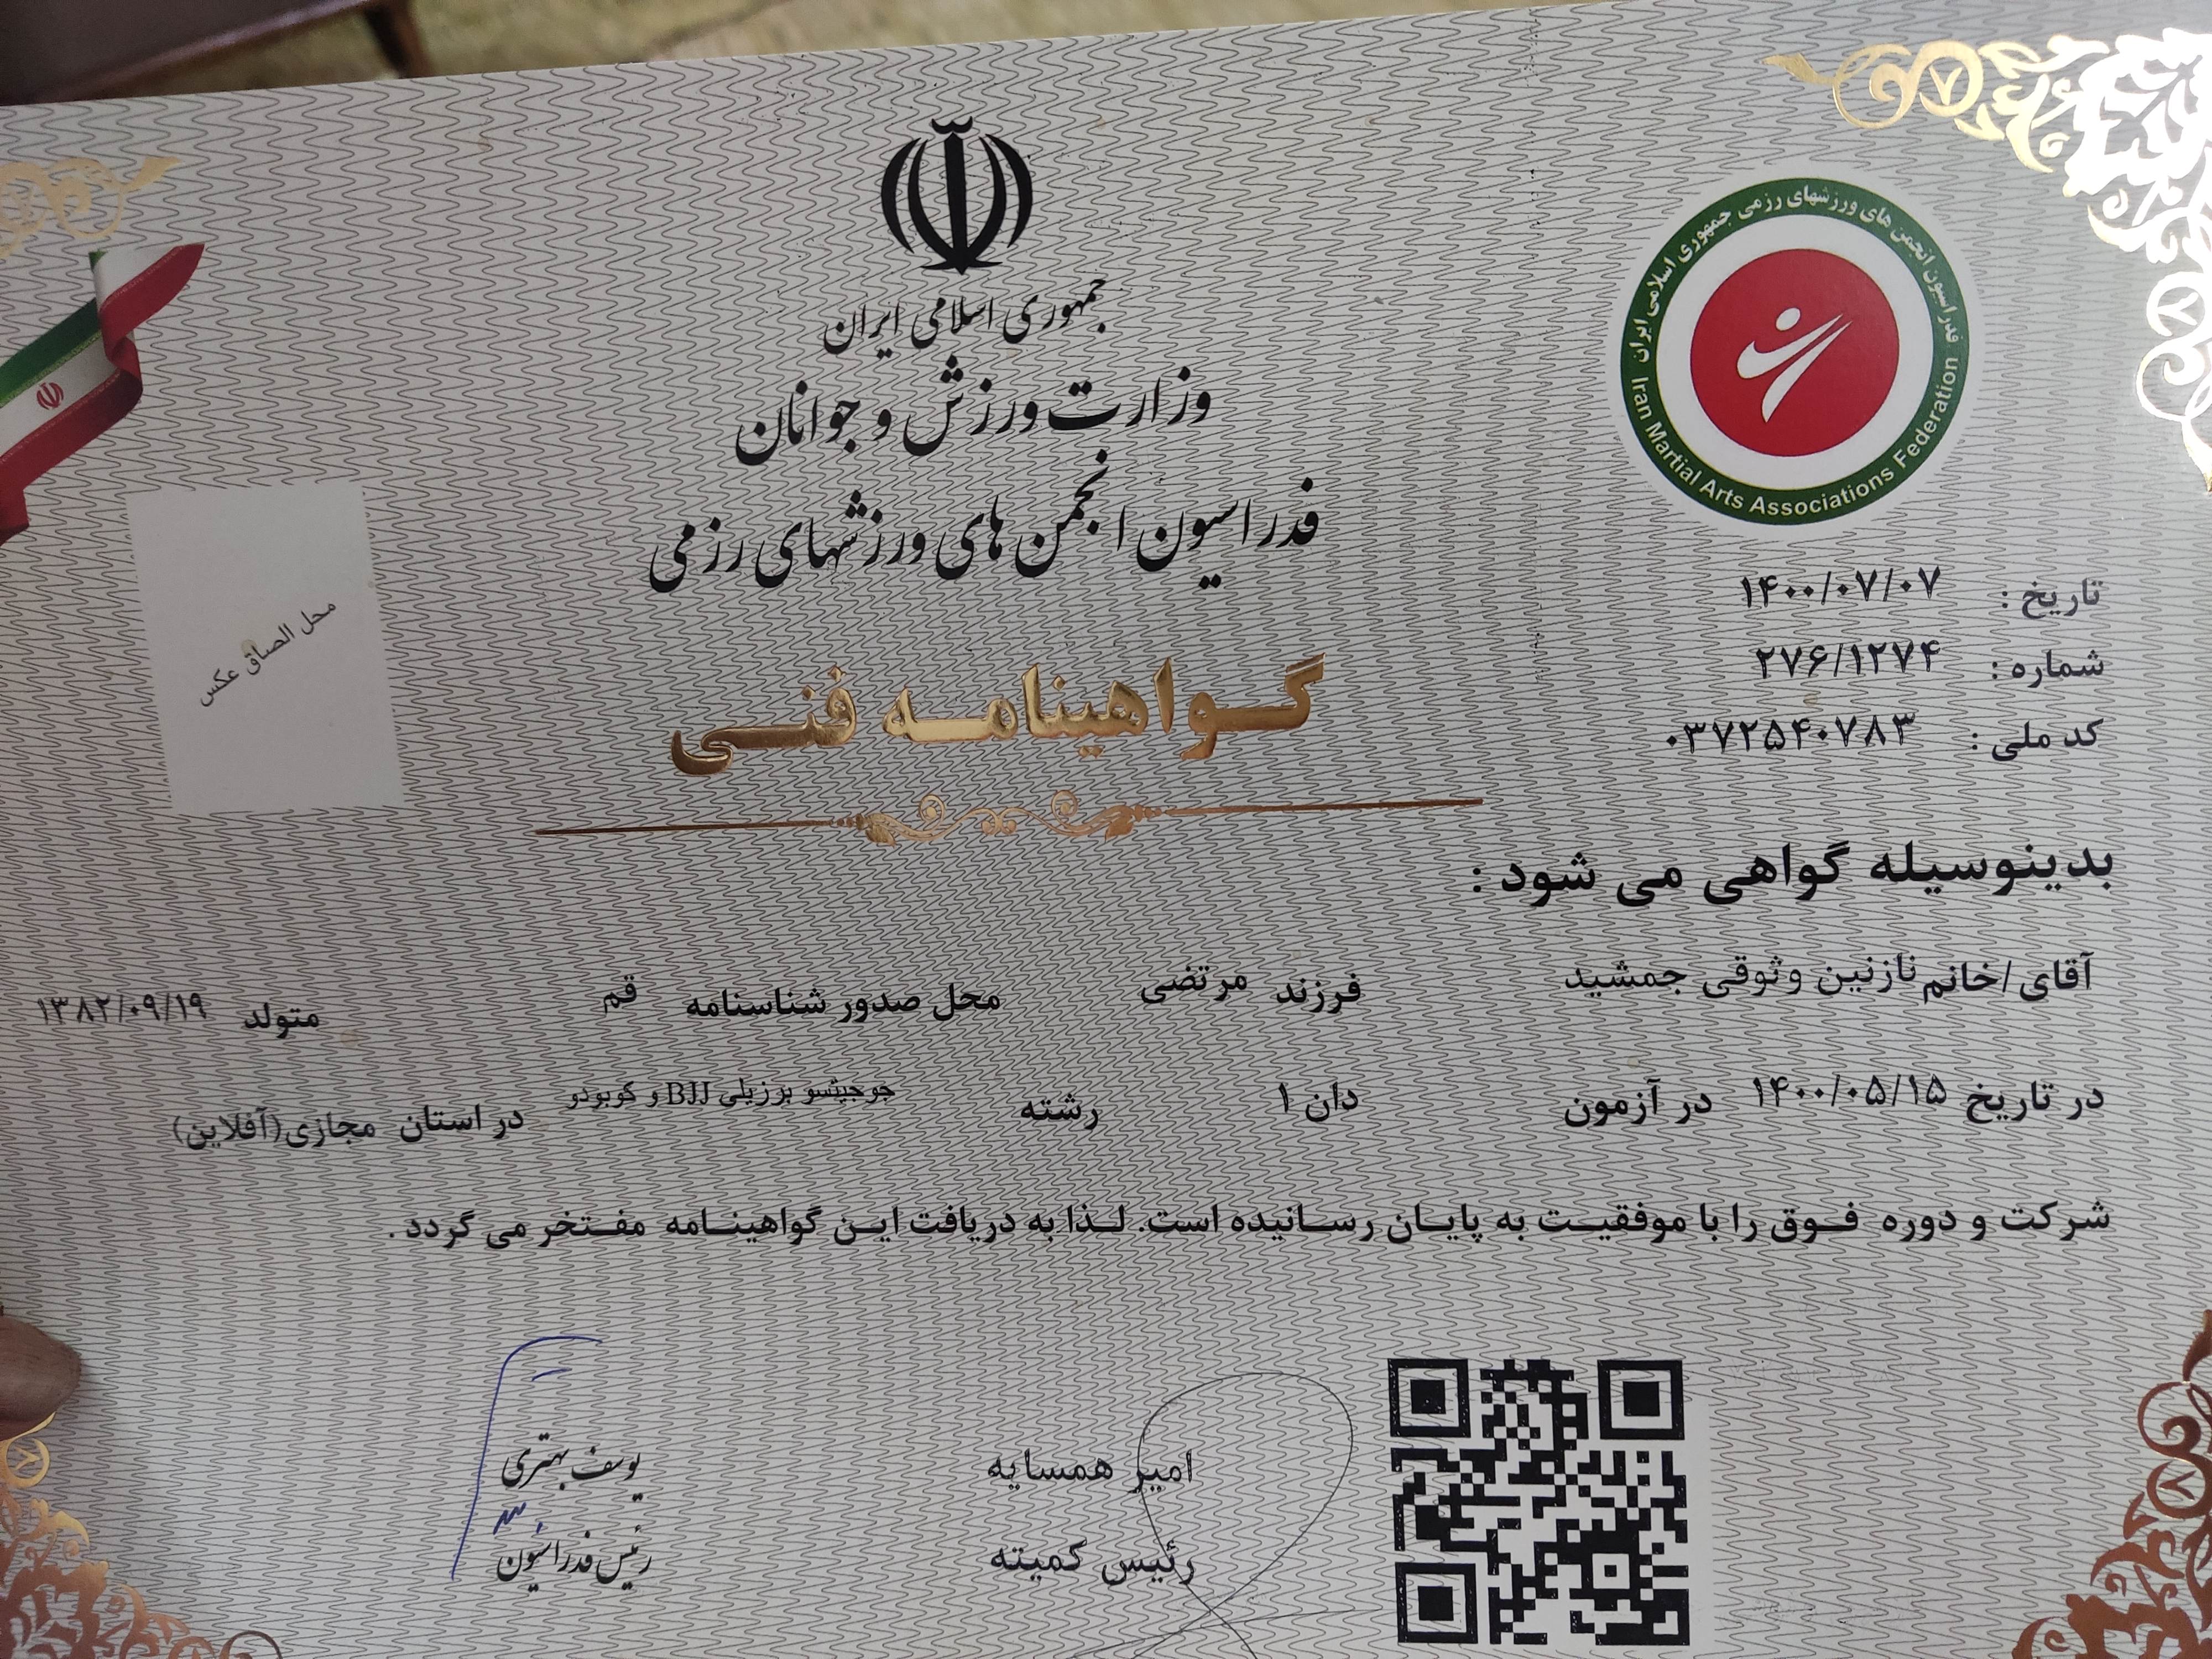 جمهوری اسلامی ایران
وزارت ورزش و جوانان
فدراسیون انجمن های ورزشهای رزمی
فدراسیون انجمن های ورزشهای رزمی جمهوری اسلامی ایران
Iran Martial Arts Associations Federation
تاریخ : ۱۴۰۰/۰۷/۰۷
شماره : ۲۷۶/۱۲۷۴
کد ملی : ۰۳۷۲۵۴۰۷۸۳
محل الصاق عکس
گواهینامه فنی
بدینوسیله گواهی می شود :
آقای/خانم نازنین وثوقی جمشید فرزند مرتضی محل صدور شناسنامه قم متولد ۱۳۸۲/۰۹/۱۹
در تاریخ ۱۴۰۰/۰۵/۱۵ در آزمون دان ۱ رشته جوجیتسو برزیلی BJJ و کوبودو در استان مجازی(آفلاین)
شرکت و دوره فوق را با موفقیت به پایان رسانیده است. لذا به دریافت این گواهینامه مفتخر می گردد .
امیر همسایه
رئیس کمیته
یوسف بهتری
رئیس فدراسیون